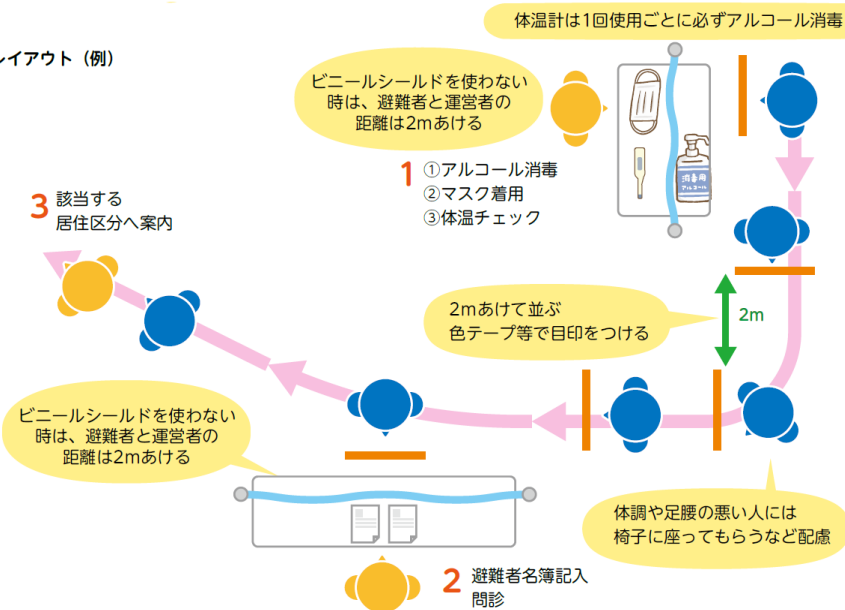 体温計は1回使用ごとに必ずアルコール消毒
レイアウト（例）
ビニールシールドを使わない
時は、避難者と運営者の
距離は2mあける
1
①アルコール消毒
②マスク着用
③体温チェック
消毒用
アルコール
3
該当する
居住区分へ案内
2mあけて並ぶ
色テープ等で目印をつける
2m
ビニールシールドを使わない
時は、避難者と運営者の
距離は2mあける
体調や足腰の悪い人には
椅子に座ってもらうなど配慮
2
避難者名簿記入
問診